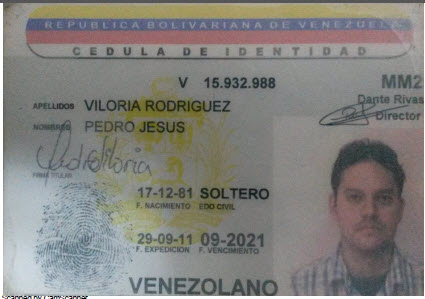 REPUBLICA BOLIVARIANA DE VENEZUELA
CEDULA DE IDENTIDAD
V 15.932.988
MM2
APELLIDOS VILORIA RODRIGUEZ
Dante Rivas
Director
NOMBRES PEDRO JESUS
FIRMA TITULAR
17-12-81 SOLTERO
F. NACIMIENTO EDO CIVIL
29-09-11 09-2021
F. EXPEDICION F. VENCIMIENTO
VENEZOLANO
Scanned by CamScanner